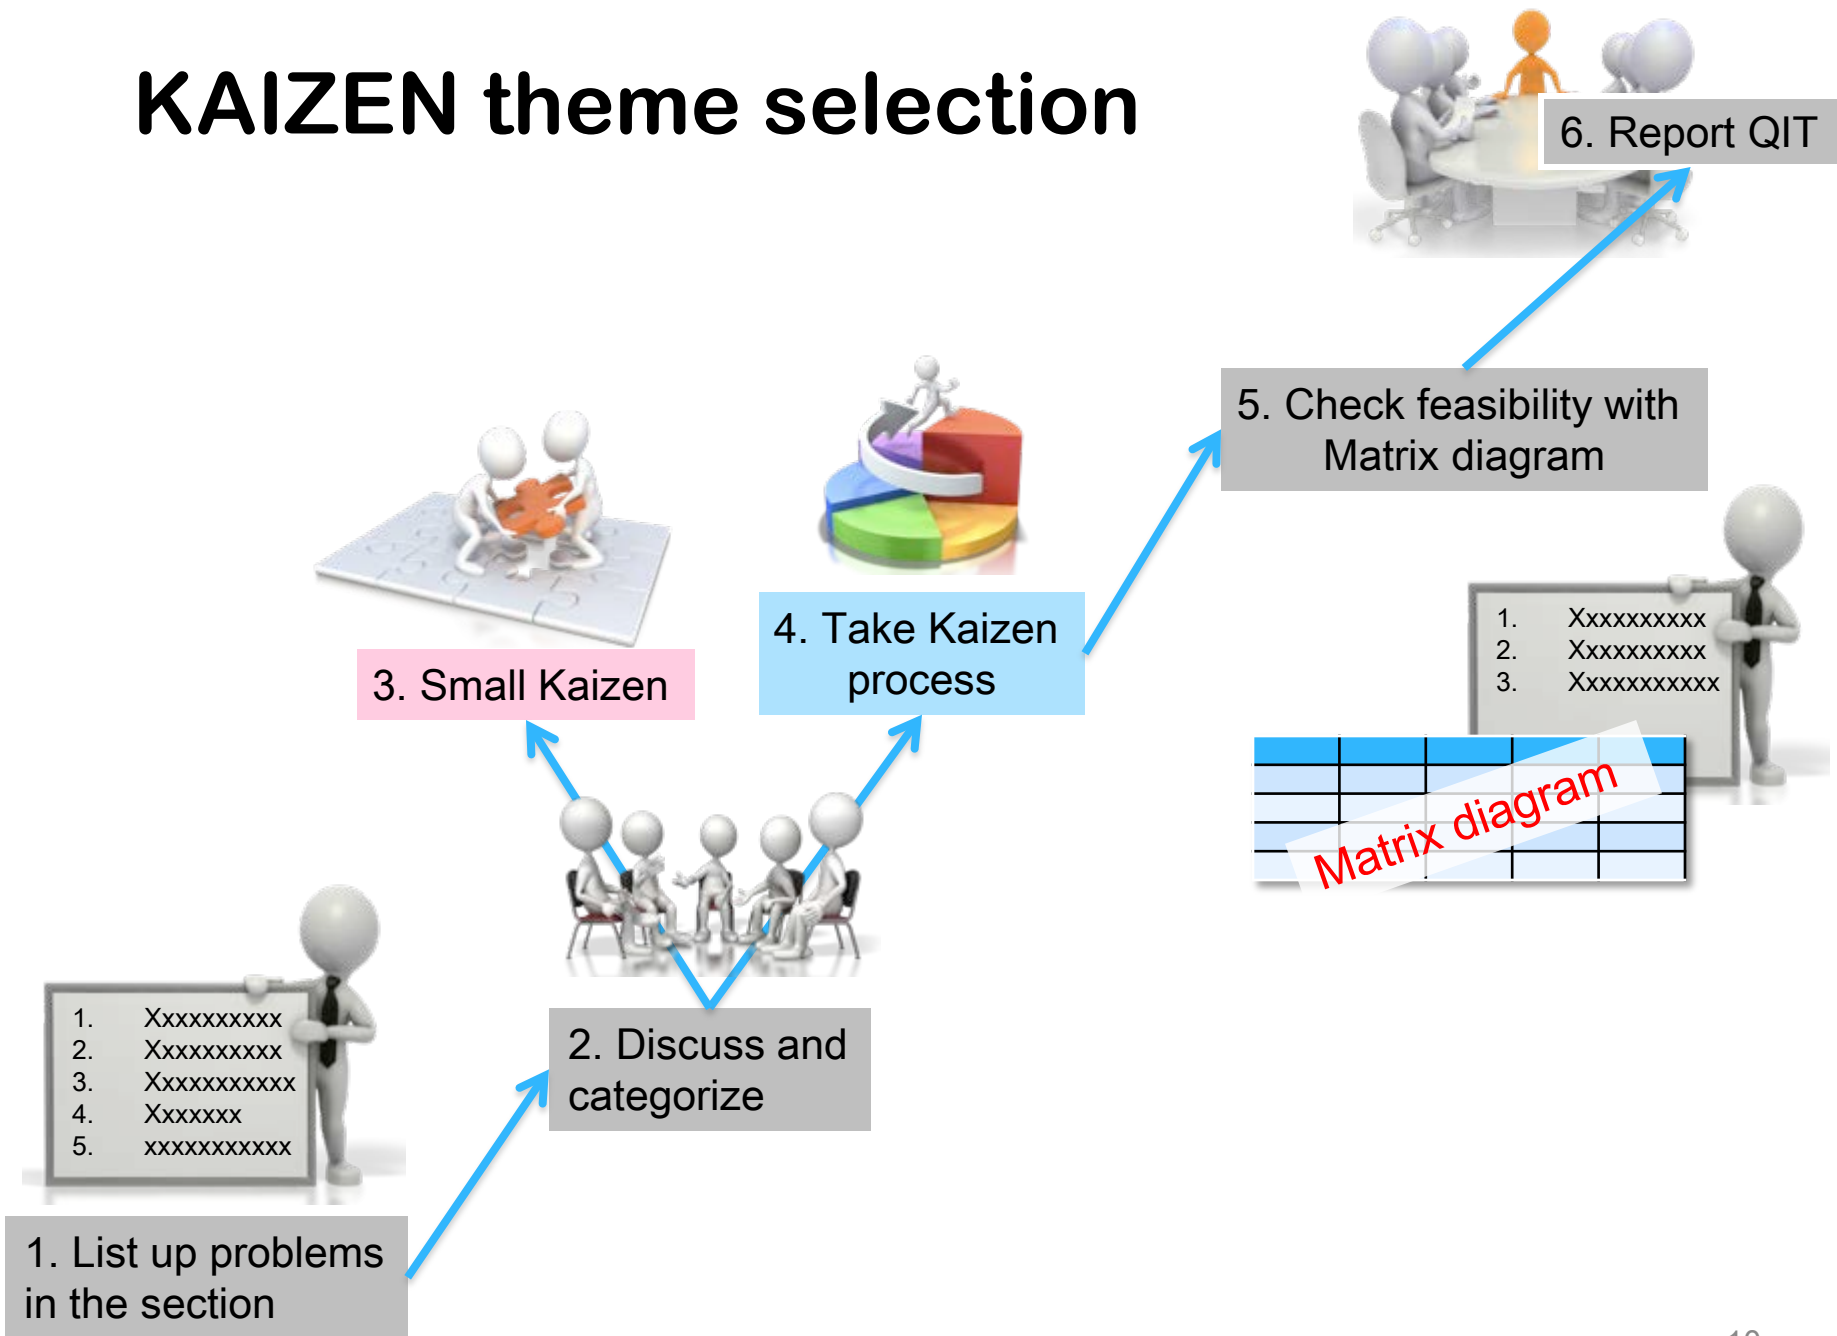 KAIZEN theme selection
6. Report QIT
5. Check feasibility with
Matrix diagram
4. Take Kaizen
process
3. Small Kaizen
1. Xxxxxxxxxx
2. Xxxxxxxxxx
3. Xxxxxxxxxxx
Matrix diagram
2. Discuss and
categorize
1. Xxxxxxxxxx
2. Xxxxxxxxxx
3. Xxxxxxxxxxx
4. Xxxxxxx
5. xxxxxxxxxxx
1. List up problems
in the section